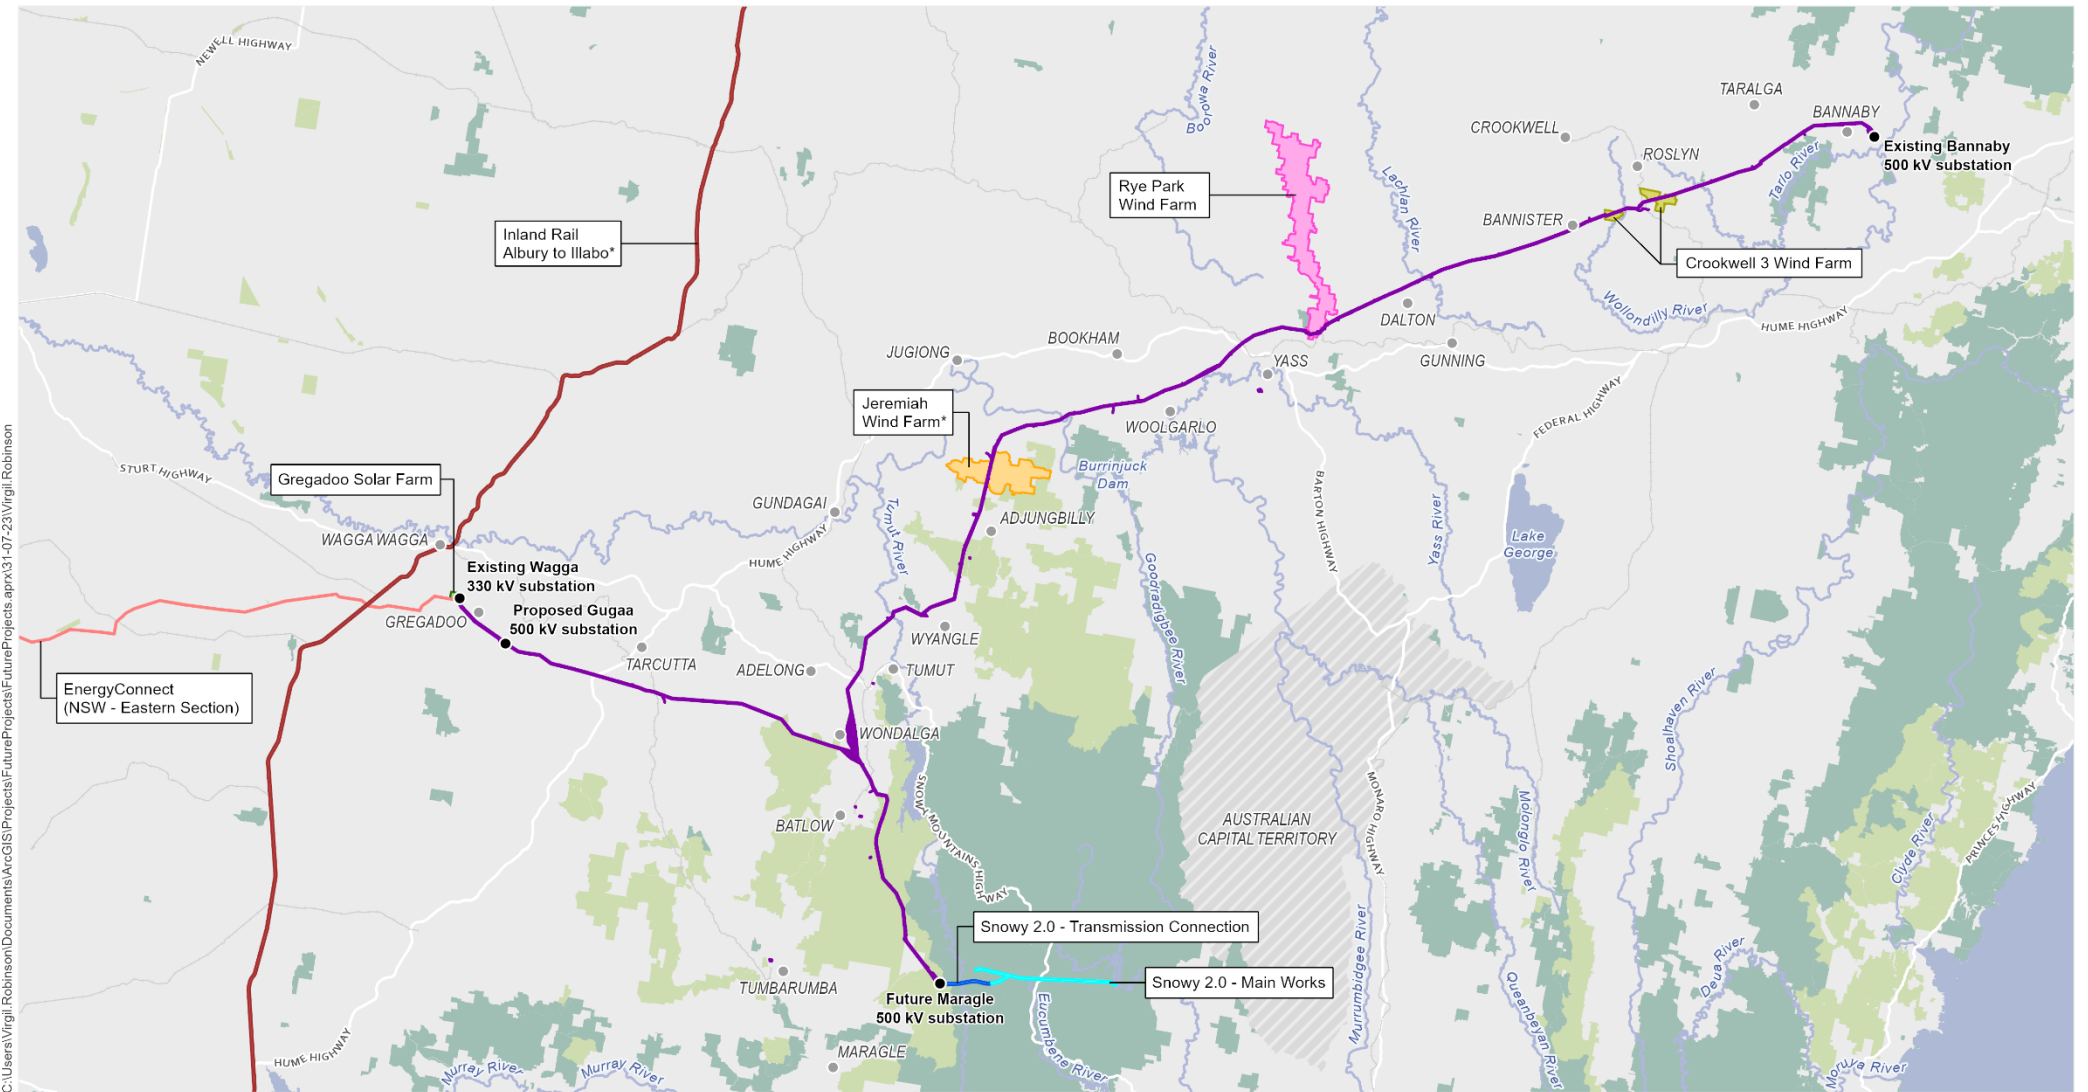 NEWELL HIGHWAY
Boorowa River
TARALGA
BANNABY
CROOKWELL
Existing Bannaby
500 kV substation
ROSLYN
Tarlo River
Rye Park
Wind Farm
Lachlan River
BANNISTER
Inland Rail
Albury to Illabo*
Crookwell 3 Wind Farm
Wollondilly River
HUME HIGHWAY
DALTON
BOOKHAM
JUGIONG
YASS
GUNNING
Jeremiah
Wind Farm*
WOOLGARLO
FEDERAL HIGHWAY
STURT HIGHWAY
Gregadoo Solar Farm
Burrinjuck
Dam
BARTON HIGHWAY
GUNDAGAI
Tumut River
ADJUNGBILLY
Yass River
Lake
George
WAGGA WAGGA
HUME HIGHWAY
Existing Wagga
330 kV substation
Goodradigbee River
Proposed Gugaa
500 kV substation
GREGADOO
WYANGLE
TARCUTTA
ADELONG
TUMUT
EnergyConnect
(NSW - Eastern Section)
Shoalhaven River
WONDALGA
SNOWY MOUNTAINS HIGHWAY
MONARO HIGHWAY
BATLOW
AUSTRALIAN
CAPITAL TERRITORY
Molonglo River
PRINCES HIGHWAY
Clyde River
Snowy 2.0 - Transmission Connection
Murrumbidgee River
Deua River
Snowy 2.0 - Main Works
TUMBARUMBA
Future Maragle
500 kV substation
Eucumbene River
Queanbeyan River
HUME HIGHWAY
MARAGLE
Murray River
Murray River
Moruya River
C:\Users\Virgil.Robinson\Documents\ArcGIS\Projects\FutureProjects\FutureProjects.aprx\31-07-23\Virgil.Robinson